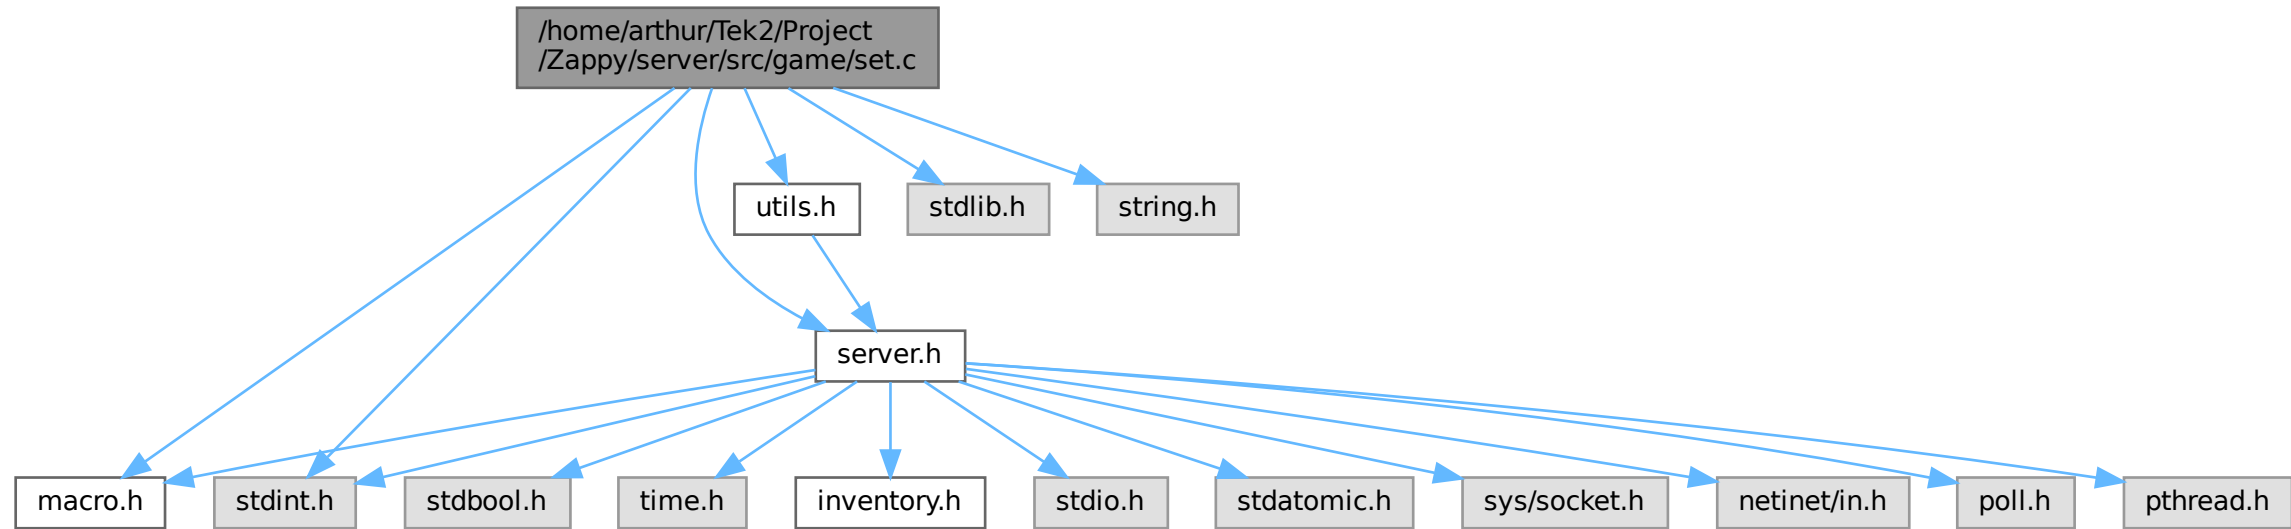 /home/arthur/Tek2/Project
/Zappy/server/src/game/set.c
utils.h
stdlib.h
string.h
server.h
macro.h
stdint.h
stdbool.h
time.h
inventory.h
stdio.h
stdatomic.h
sys/socket.h
netinet/in.h
poll.h
pthread.h